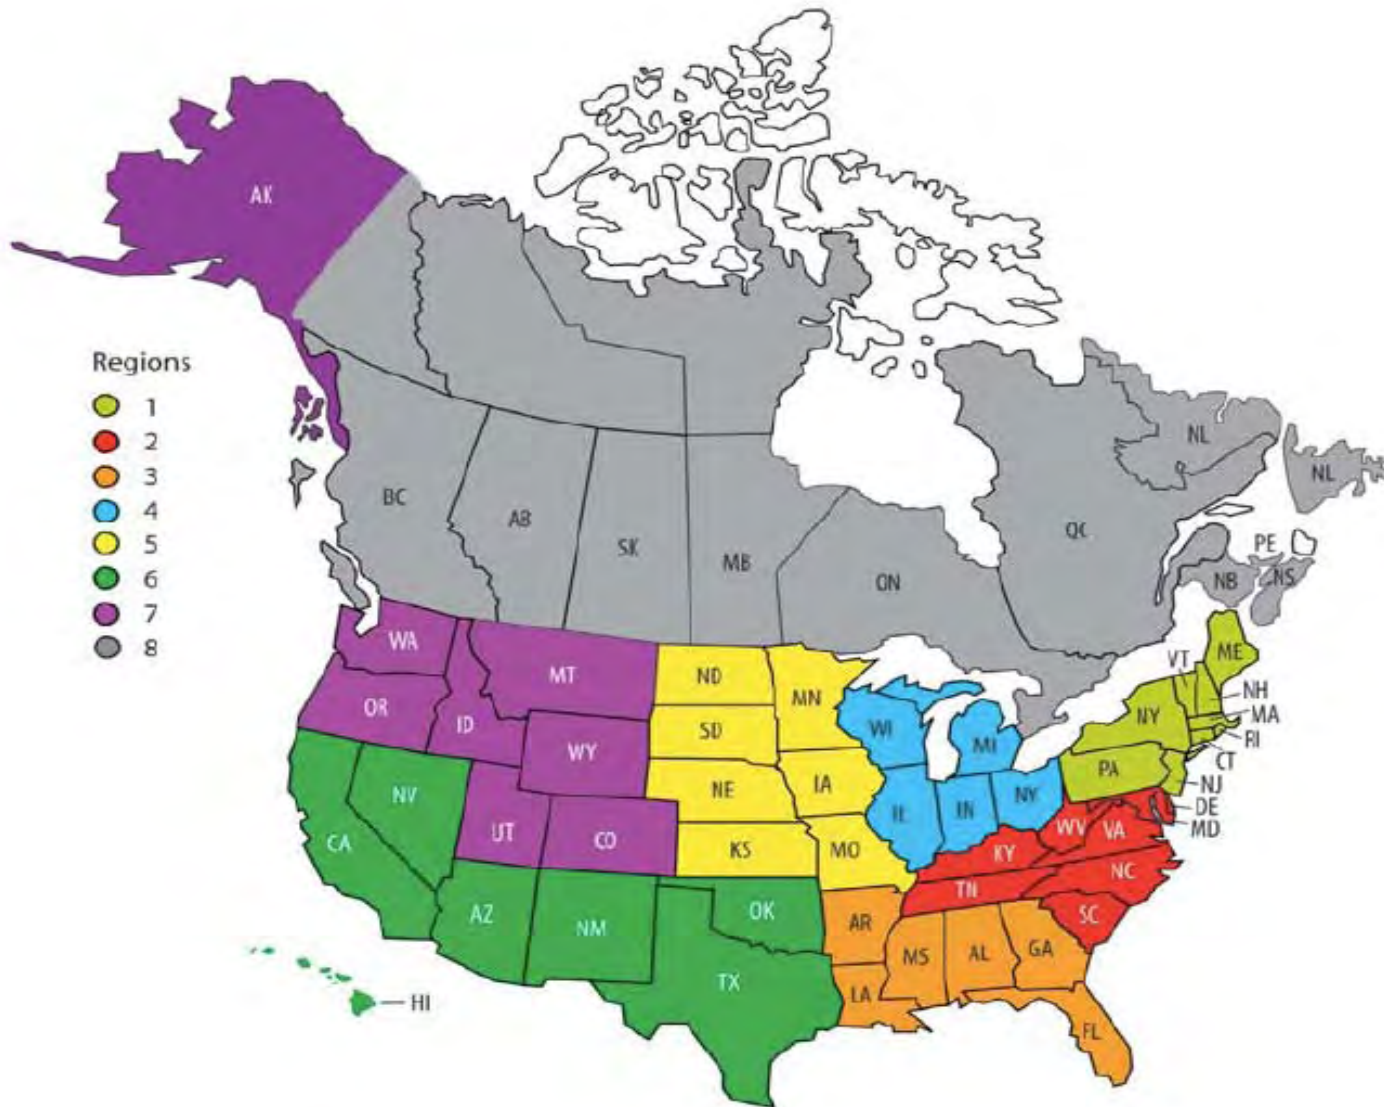 AK
Regions
1
2
3
4
5
6
7
8
BC
AB
SK
MB
ON
QC
NL
NL
PE
NB
NS
WA
MT
ND
MN
VT
ME
OR
ID
WY
SD
WI
MI
NY
NH
MA
RI
CT
NV
NE
IA
PA
NJ
CA
UT
CO
KS
MO
IL
IN
NY
WV
VA
DE
MD
KY
NC
TN
SC
AZ
NM
OK
AR
MS
AL
GA
TX
LA
FL
HI